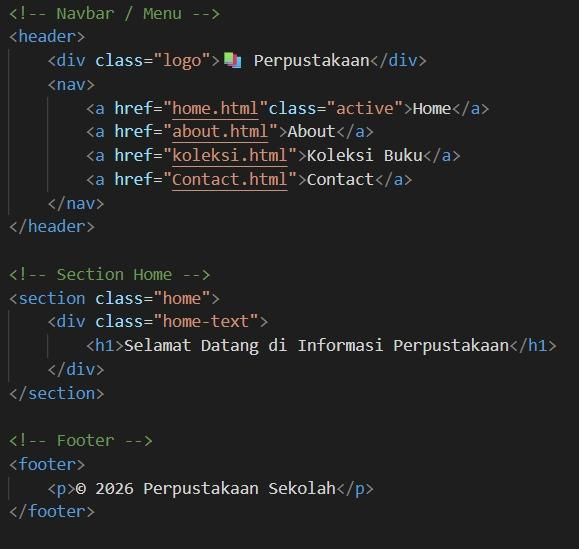 <!-- Navbar / Menu -->
<header>
    <div class="logo">📚 Perpustakaan</div>
    <nav>
        <a href="home.html"class="active">Home</a>
        <a href="about.html">About</a>
        <a href="koleksi.html">Koleksi Buku</a>
        <a href="Contact.html">Contact</a>
    </nav>
</header>

<!-- Section Home -->
<section class="home">
    <div class="home-text">
        <h1>Selamat Datang di Informasi Perpustakaan</h1>
    </div>
</section>

<!-- Footer -->
<footer>
    <p>© 2026 Perpustakaan Sekolah</p>
</footer>